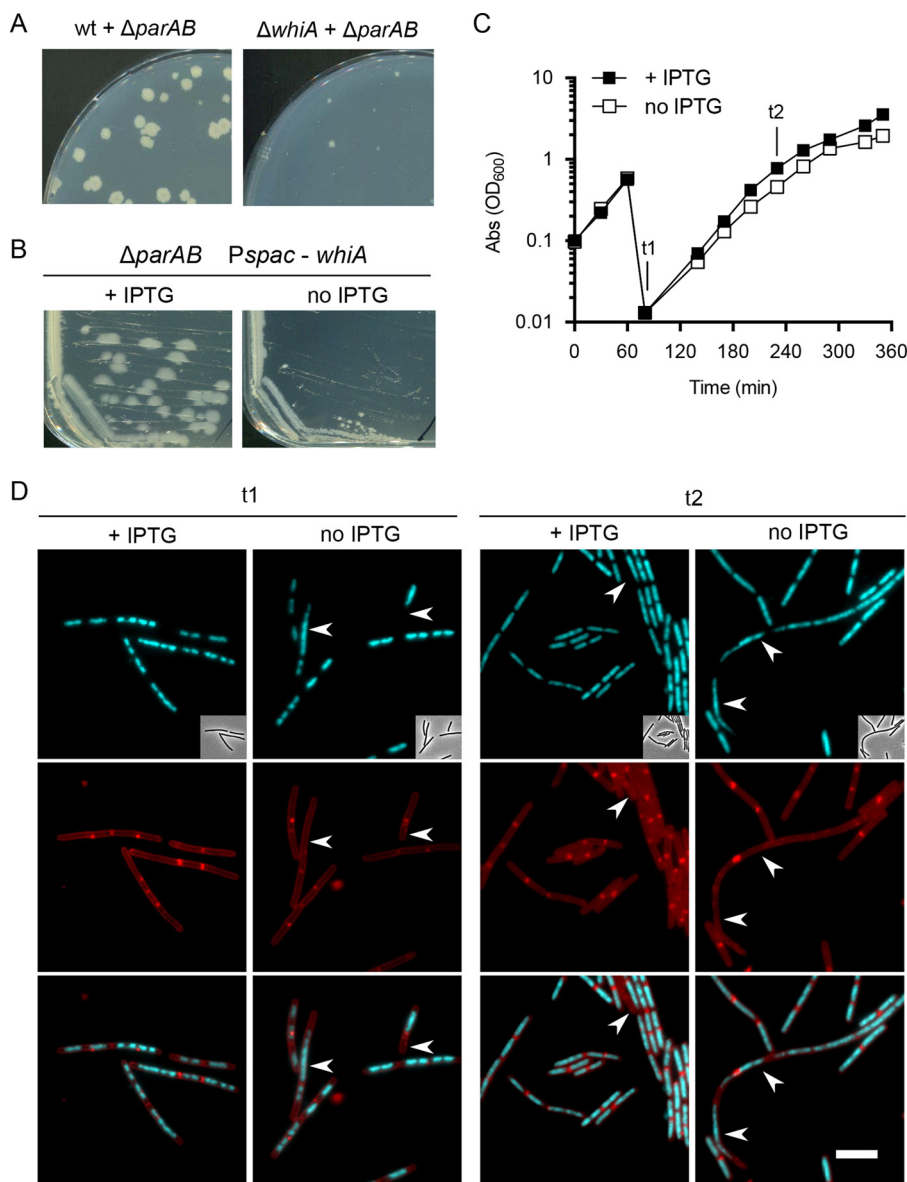 A
wt + ΔparAB
ΔwhiA + ΔparAB
B
ΔparAB Pspac - whiA
+ IPTG
no IPTG
C
+ IPTG
no IPTG
t2
t1
10
1
0.1
0.01
Abs (OD600)
0
60
120
180
240
300
360
Time (min)
D
t1
t2
+ IPTG
no IPTG
+ IPTG
no IPTG